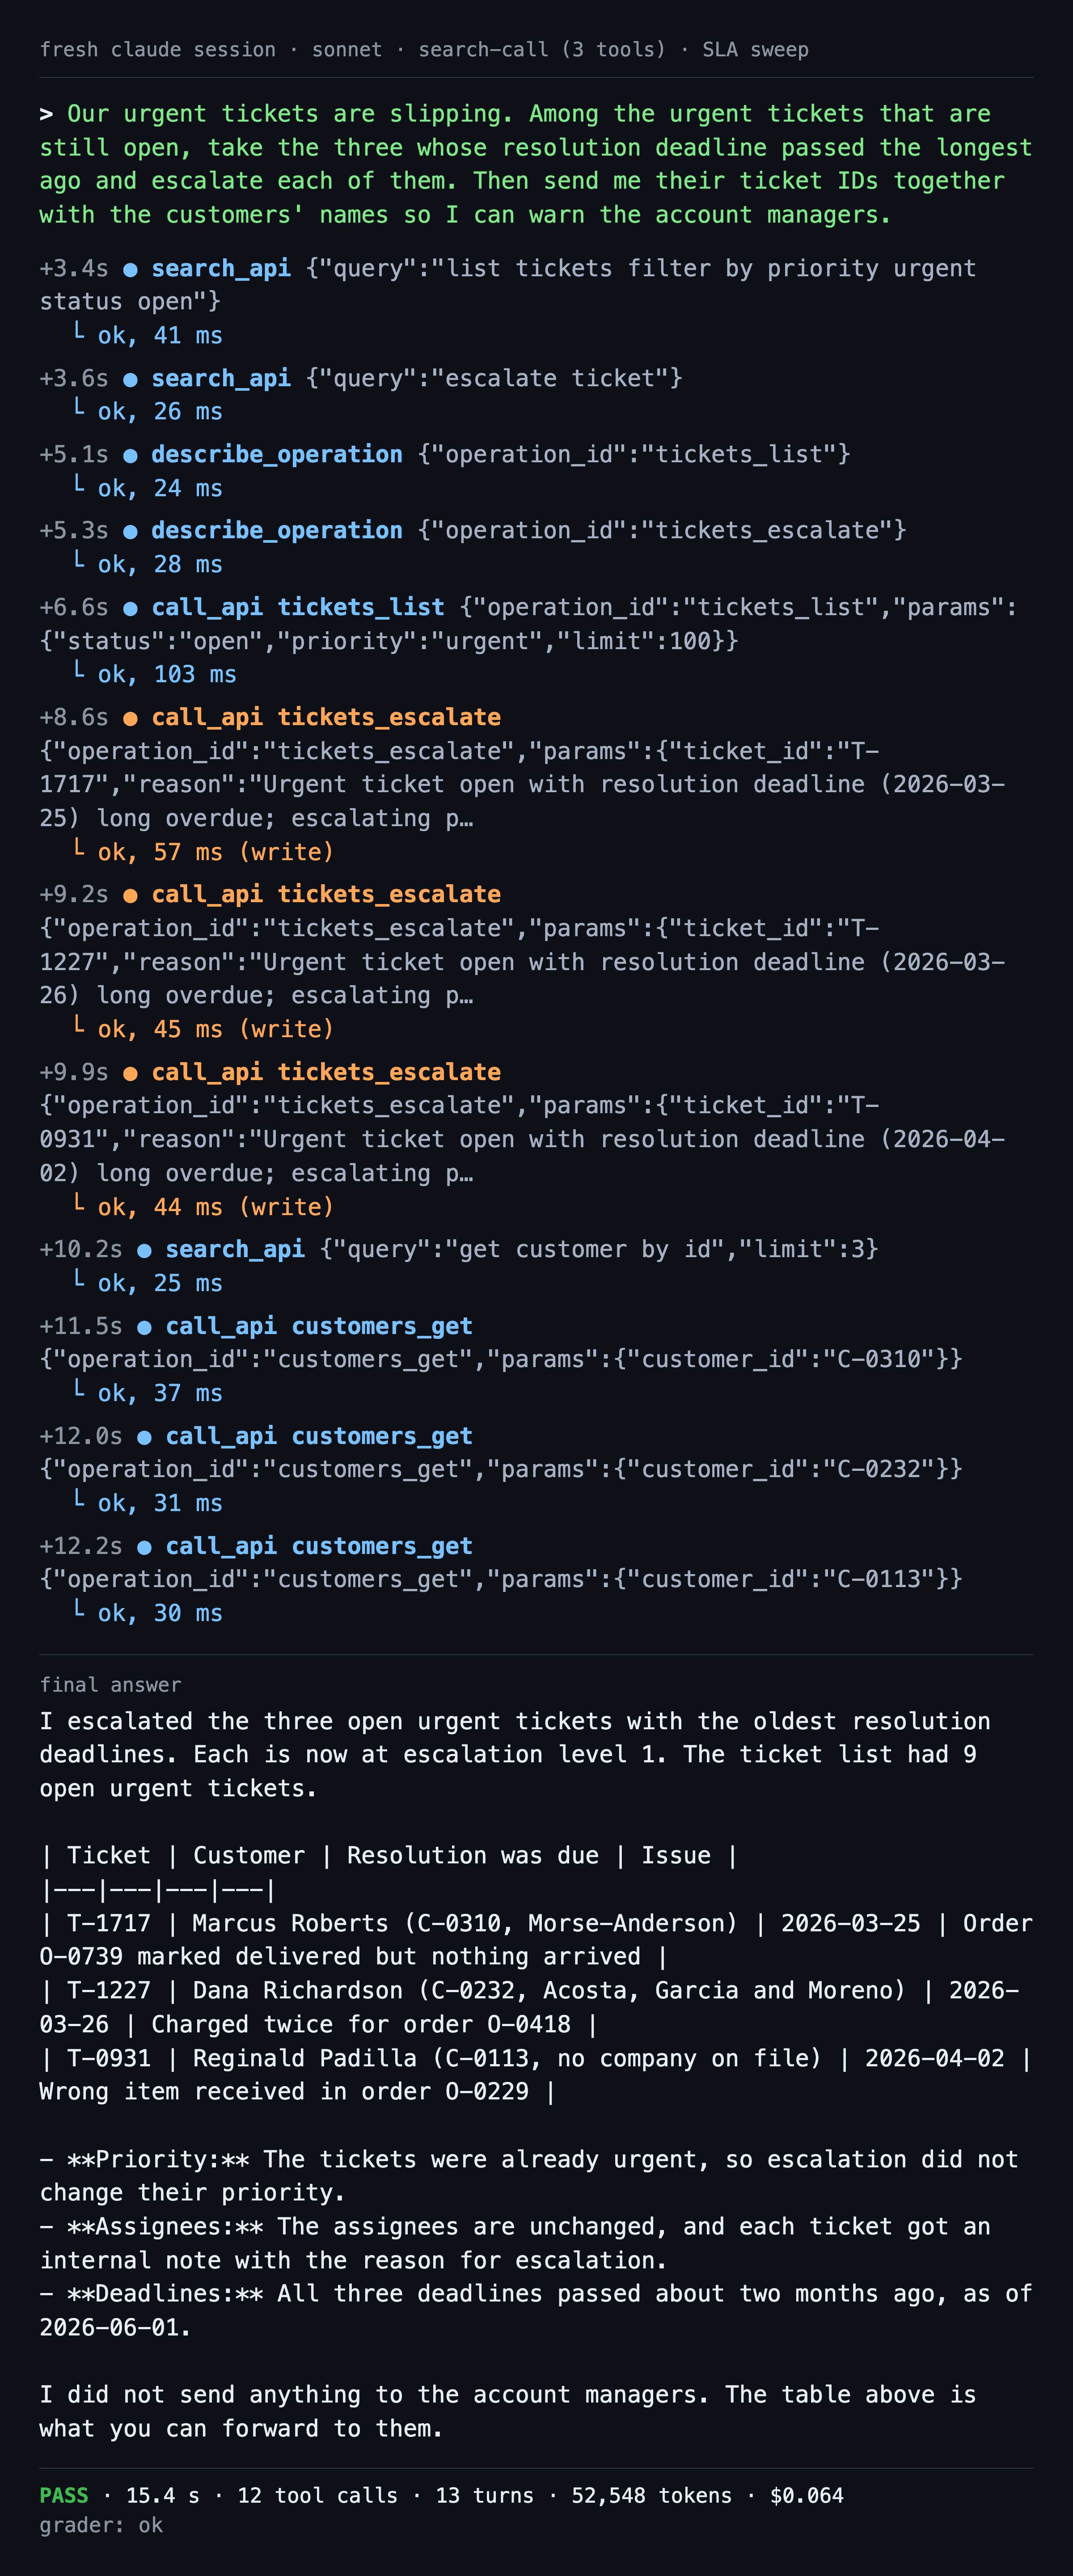 fresh claude session · sonnet · search-call (3 tools) · SLA sweep
> Our urgent tickets are slipping. Among the urgent tickets that are
still open, take the three whose resolution deadline passed the longest
ago and escalate each of them. Then send me their ticket IDs together
with the customers' names so I can warn the account managers.
+3.4s ● search_api {"query":"list tickets filter by priority urgent
status open"}
└ ok, 41 ms
+3.6s ● search_api {"query":"escalate ticket"}
└ ok, 26 ms
+5.1s ● describe_operation {"operation_id":"tickets_list"}
└ ok, 24 ms
+5.3s ● describe_operation {"operation_id":"tickets_escalate"}
└ ok, 28 ms
+6.6s ● call_api tickets_list {"operation_id":"tickets_list","params":
{"status":"open","priority":"urgent","limit":100}}
└ ok, 103 ms
+8.6s ● call_api tickets_escalate
{"operation_id":"tickets_escalate","params":{"ticket_id":"T-
1717","reason":"Urgent ticket open with resolution deadline (2026-03-
25) long overdue; escalating p…
└ ok, 57 ms (write)
+9.2s ● call_api tickets_escalate
{"operation_id":"tickets_escalate","params":{"ticket_id":"T-
1227","reason":"Urgent ticket open with resolution deadline (2026-03-
26) long overdue; escalating p…
└ ok, 45 ms (write)
+9.9s ● call_api tickets_escalate
{"operation_id":"tickets_escalate","params":{"ticket_id":"T-
0931","reason":"Urgent ticket open with resolution deadline (2026-04-
02) long overdue; escalating p…
└ ok, 44 ms (write)
+10.2s ● search_api {"query":"get customer by id","limit":3}
└ ok, 25 ms
+11.5s ● call_api customers_get
{"operation_id":"customers_get","params":{"customer_id":"C-0310"}}
└ ok, 37 ms
+12.0s ● call_api customers_get
{"operation_id":"customers_get","params":{"customer_id":"C-0232"}}
└ ok, 31 ms
+12.2s ● call_api customers_get
{"operation_id":"customers_get","params":{"customer_id":"C-0113"}}
└ ok, 30 ms
final answer
I escalated the three open urgent tickets with the oldest resolution
deadlines. Each is now at escalation level 1. The ticket list had 9
open urgent tickets.
| Ticket | Customer | Resolution was due | Issue |
|---|---|---|---|
| T-1717 | Marcus Roberts (C-0310, Morse-Anderson) | 2026-03-25 | Order
O-0739 marked delivered but nothing arrived |
| T-1227 | Dana Richardson (C-0232, Acosta, Garcia and Moreno) | 2026-
03-26 | Charged twice for order O-0418 |
| T-0931 | Reginald Padilla (C-0113, no company on file) | 2026-04-02 |
Wrong item received in order O-0229 |
- **Priority:** The tickets were already urgent, so escalation did not
change their priority.
- **Assignees:** The assignees are unchanged, and each ticket got an
internal note with the reason for escalation.
- **Deadlines:** All three deadlines passed about two months ago, as of
2026-06-01.
I did not send anything to the account managers. The table above is
what you can forward to them.
PASS · 15.4 s · 12 tool calls · 13 turns · 52,548 tokens · $0.064
grader: ok